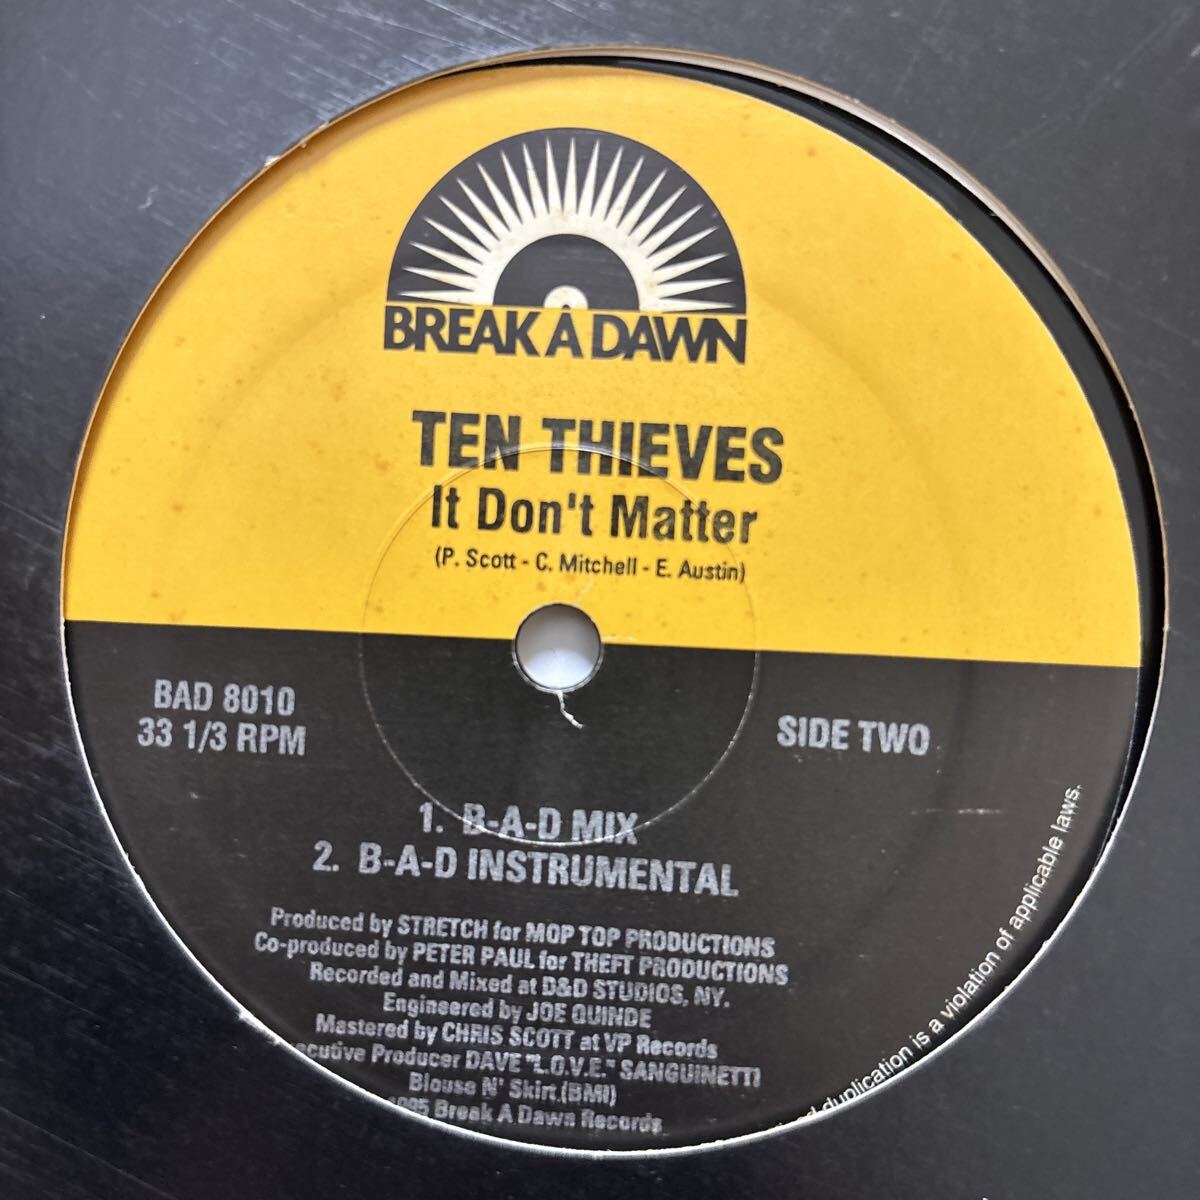 BREAK A DAWN
TEN THIEVES
It Don't Matter
(P. Scott - C. Mitchell - E. Austin)
BAD 8010
33 1/3 RPM
SIDE TWO
1. B-A-D MIX
2. B-A-D INSTRUMENTAL
Produced by STRETCH for MOP TOP PRODUCTIONS
Co-produced by PETER PAUL for THEFT PRODUCTIONS
Recorded and Mixed at D&D STUDIOS, NY.
Engineered by JOE QUINDE
Mastered by CHRIS SCOTT at VP Records
Producer DAVE "L.O.V.E." SANGUINETTI
Blouse N' Skirt (BMI)
1995 Break A Dawn Records
duplication is a violation of applicable laws.